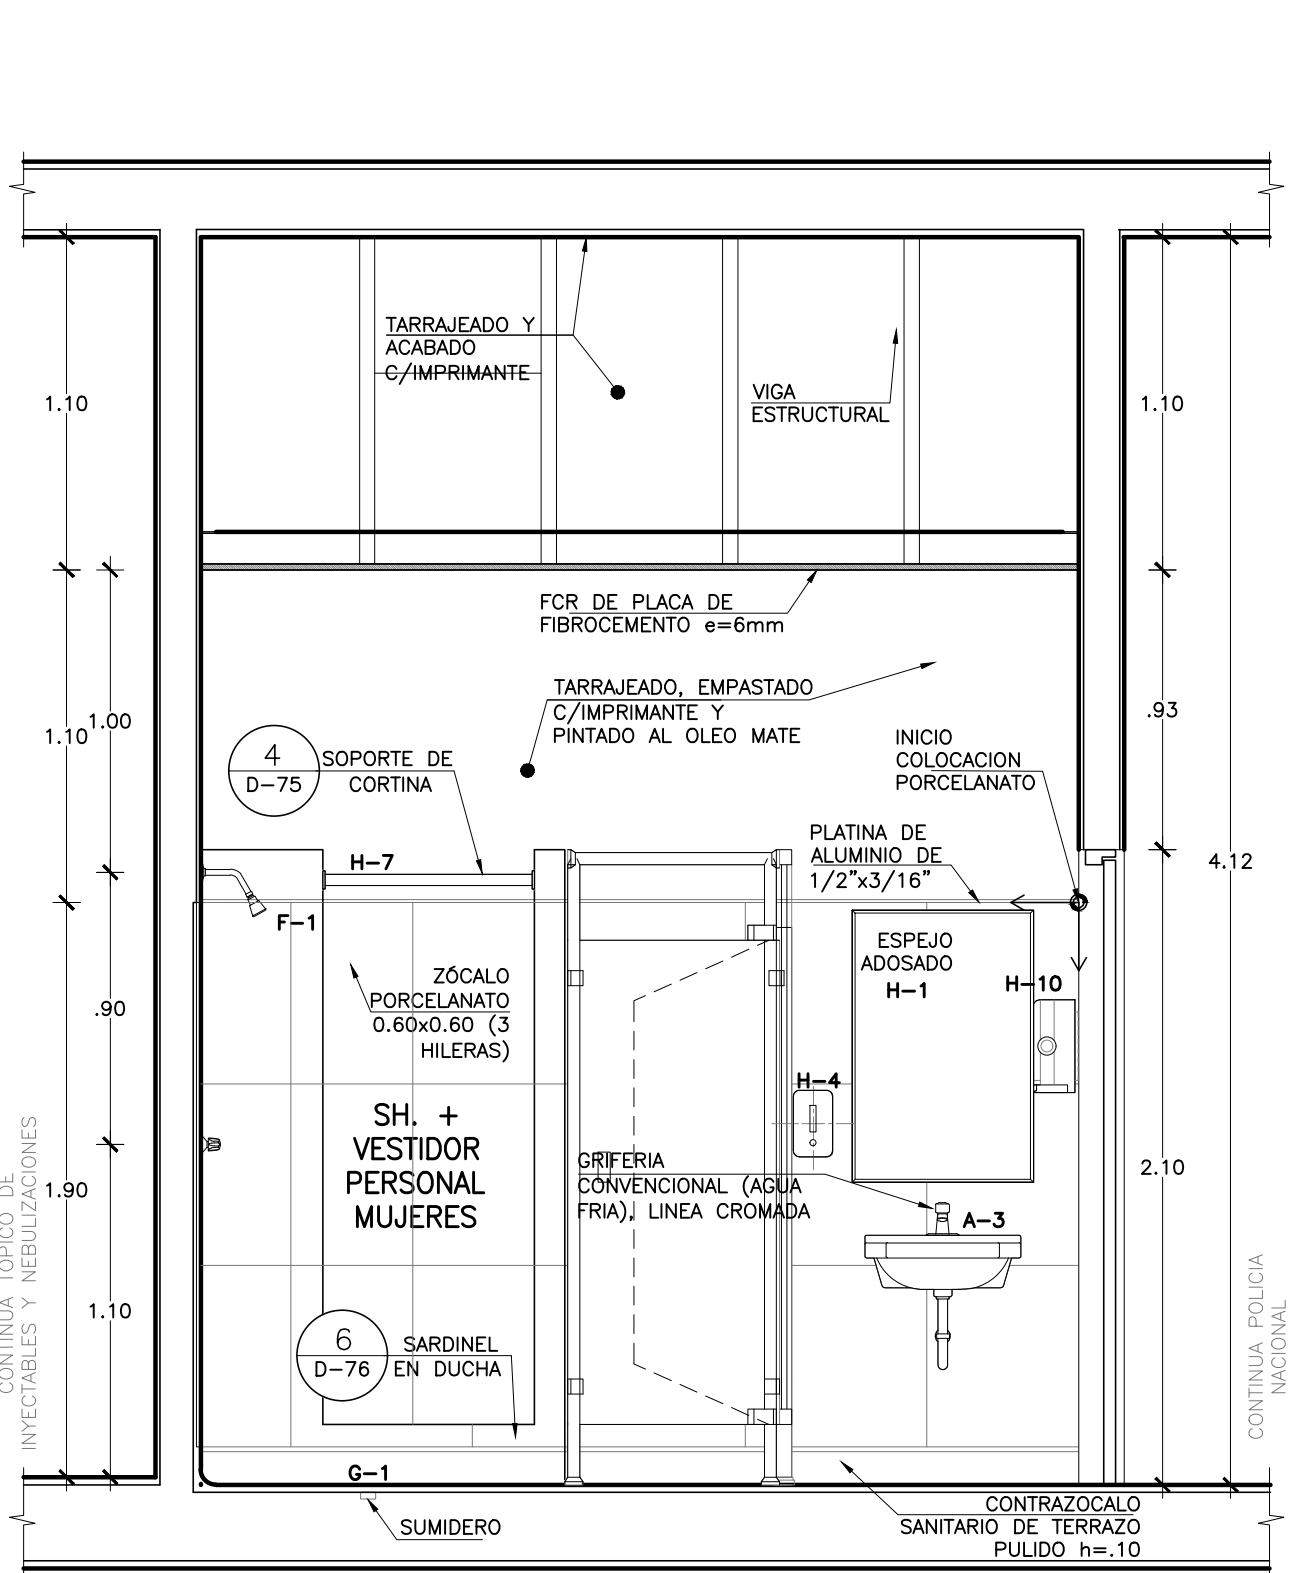 TARRAJEADO Y
ACABADO
C/IMPRIMANTE
VIGA
ESTRUCTURAL
1.10
1.10
FCR DE PLACA DE
FIBROCEMENTO e=6mm
TARRAJEADO, EMPASTADO
C/IMPRIMANTE Y
PINTADO AL OLEO MATE
1.10
1.00
.93
4
D-75
SOPORTE DE
CORTINA
INICIO
COLOCACION
PORCELANATO
PLATINA DE
ALUMINIO DE
1/2"x3/16"
4.12
H-7
F-1
ZÓCALO
PORCELANATO
0.60x0.60 (3
HILERAS)
ESPEJO
ADOSADO
H-1
H-10
.90
H-4
SH. +
VESTIDOR
PERSONAL
MUJERES
GRIFERIA
CONVENCIONAL (AGUA
FRIA), LINEA CROMADA
A-3
1.90
2.10
1.10
CONTINUA TOPICO DE
INYECTABLES Y NEBULIZACIONES
CONTINUA POLICIA
NACIONAL
6
D-76
SARDINEL
EN DUCHA
G-1
SUMIDERO
CONTRAZOCALO
SANITARIO DE TERRAZO
PULIDO h=.10